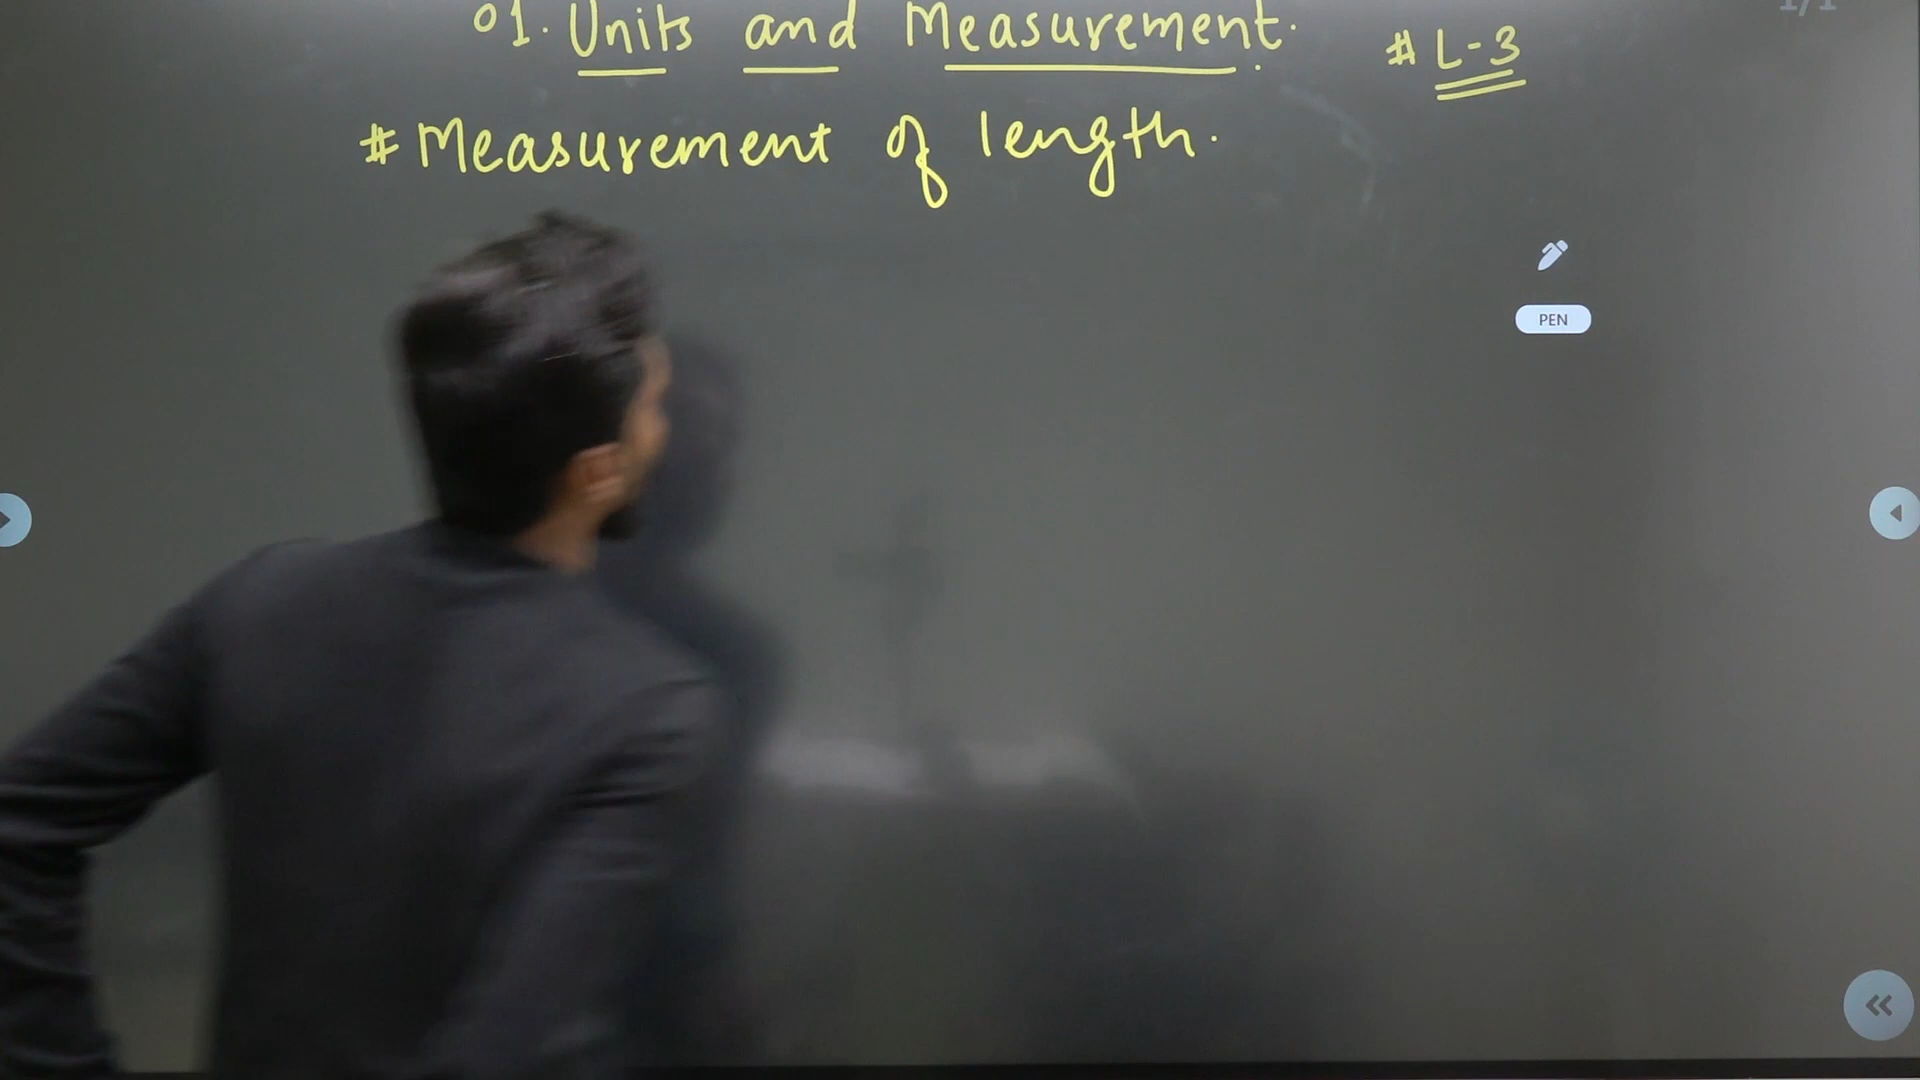 01. Units and Measurement.
# L-3
# Measurement of length.
PEN